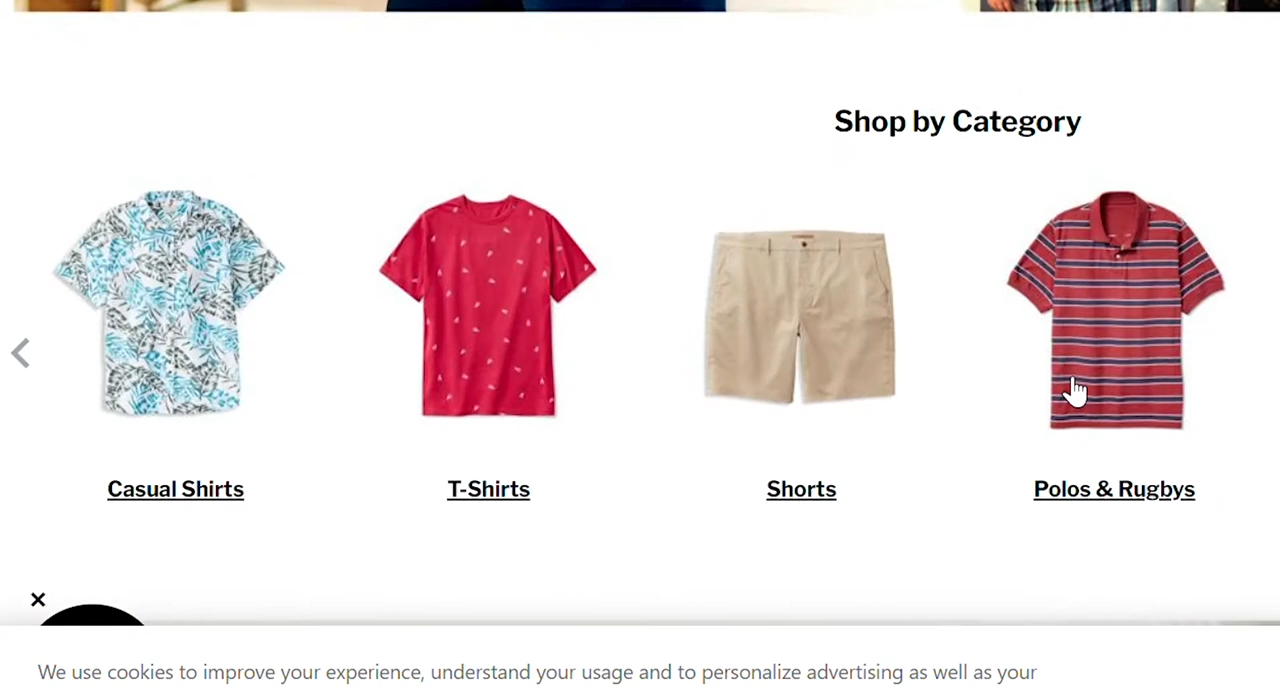 Shop by Category
Casual Shirts
T-Shirts
Shorts
Polos & Rugbys
×
We use cookies to improve your experience, understand your usage and to personalize advertising as well as your